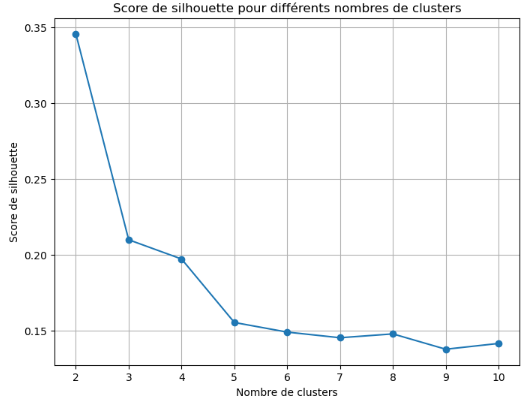 Score de silhouette pour différents nombres de clusters
0.35
0.30
0.25
0.20
0.15
Score de silhouette
2 3 4 5 6 7 8 9 10
Nombre de clusters